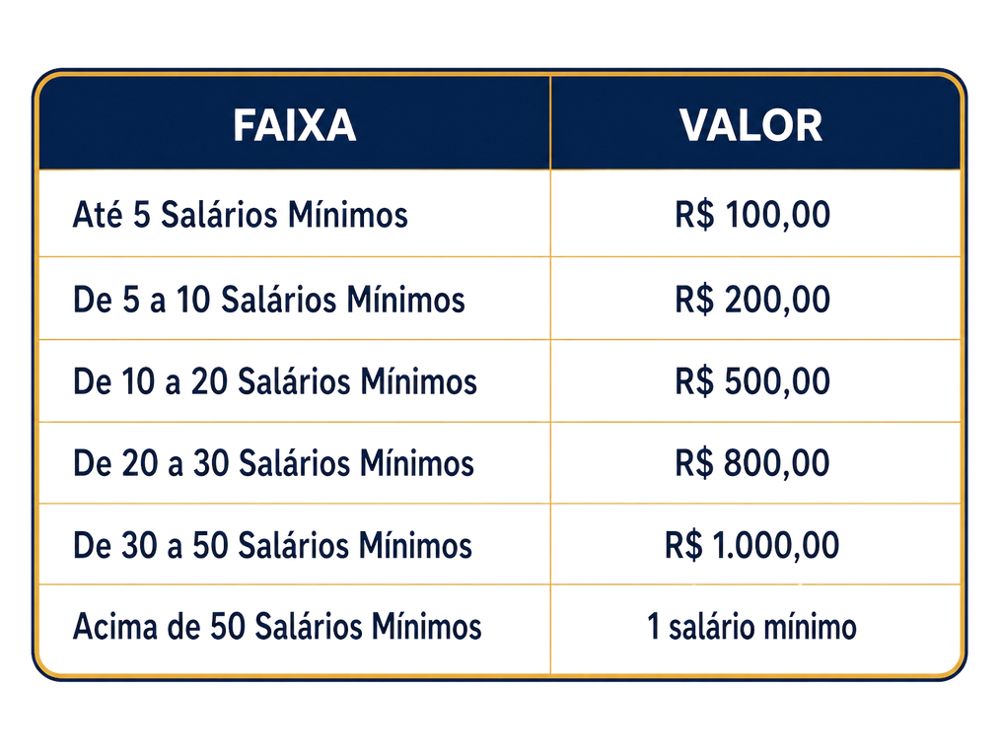 FAIXA VALOR
Até 5 Salários Mínimos R$ 100,00
De 5 a 10 Salários Mínimos R$ 200,00
De 10 a 20 Salários Mínimos R$ 500,00
De 20 a 30 Salários Mínimos R$ 800,00
De 30 a 50 Salários Mínimos R$ 1.000,00
Acima de 50 Salários Mínimos 1 salário mínimo